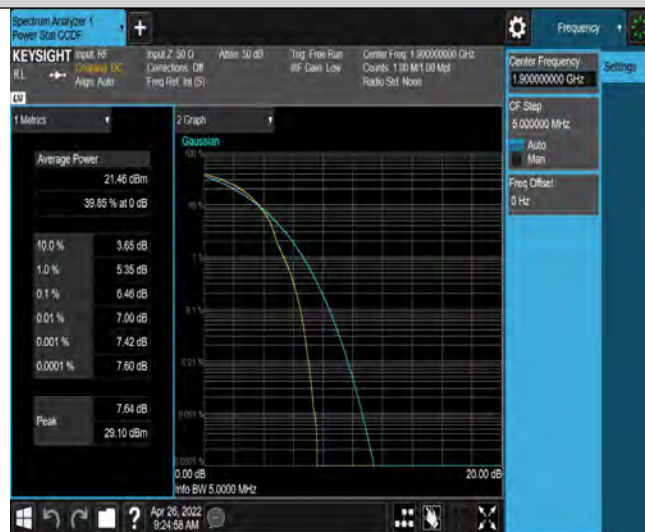 Spectrum Analyzer 1
Power Stat CCDF
Frequency
KEYSIGHT
RL
Input: RF
Coupling: DC
Align: Auto
Input Z: 50 Ω
Corrections: Off
Freq Ref: Int (S)
Atten: 50 dB
Trig: Free Run
#IF Gain: Low
Center Freq: 1.900000000 GHz
Counts: 1.00 M/1.00 Mpt
Radio Std: None
LW
Center Frequency
1.900000000 GHz
Settings
CF Step
5.000000 MHz
Auto
Man
Freq Offset
0 Hz
1 Metrics
Average Power
21.46 dBm
39.85 % at 0 dB
10.0 % 3.65 dB
1.0 % 5.35 dB
0.1 % 6.46 dB
0.01 % 7.00 dB
0.001 % 7.42 dB
0.0001 % 7.60 dB
Peak
7.64 dB
29.10 dBm
2 Graph
Gaussian
100 %
10 %
1 %
0.1 %
0.01 %
0.001 %
0.0001 %
0.00 dB
20.00 dB
Info BW 5.0000 MHz
?
Apr 26, 2022
9:24:58 AM